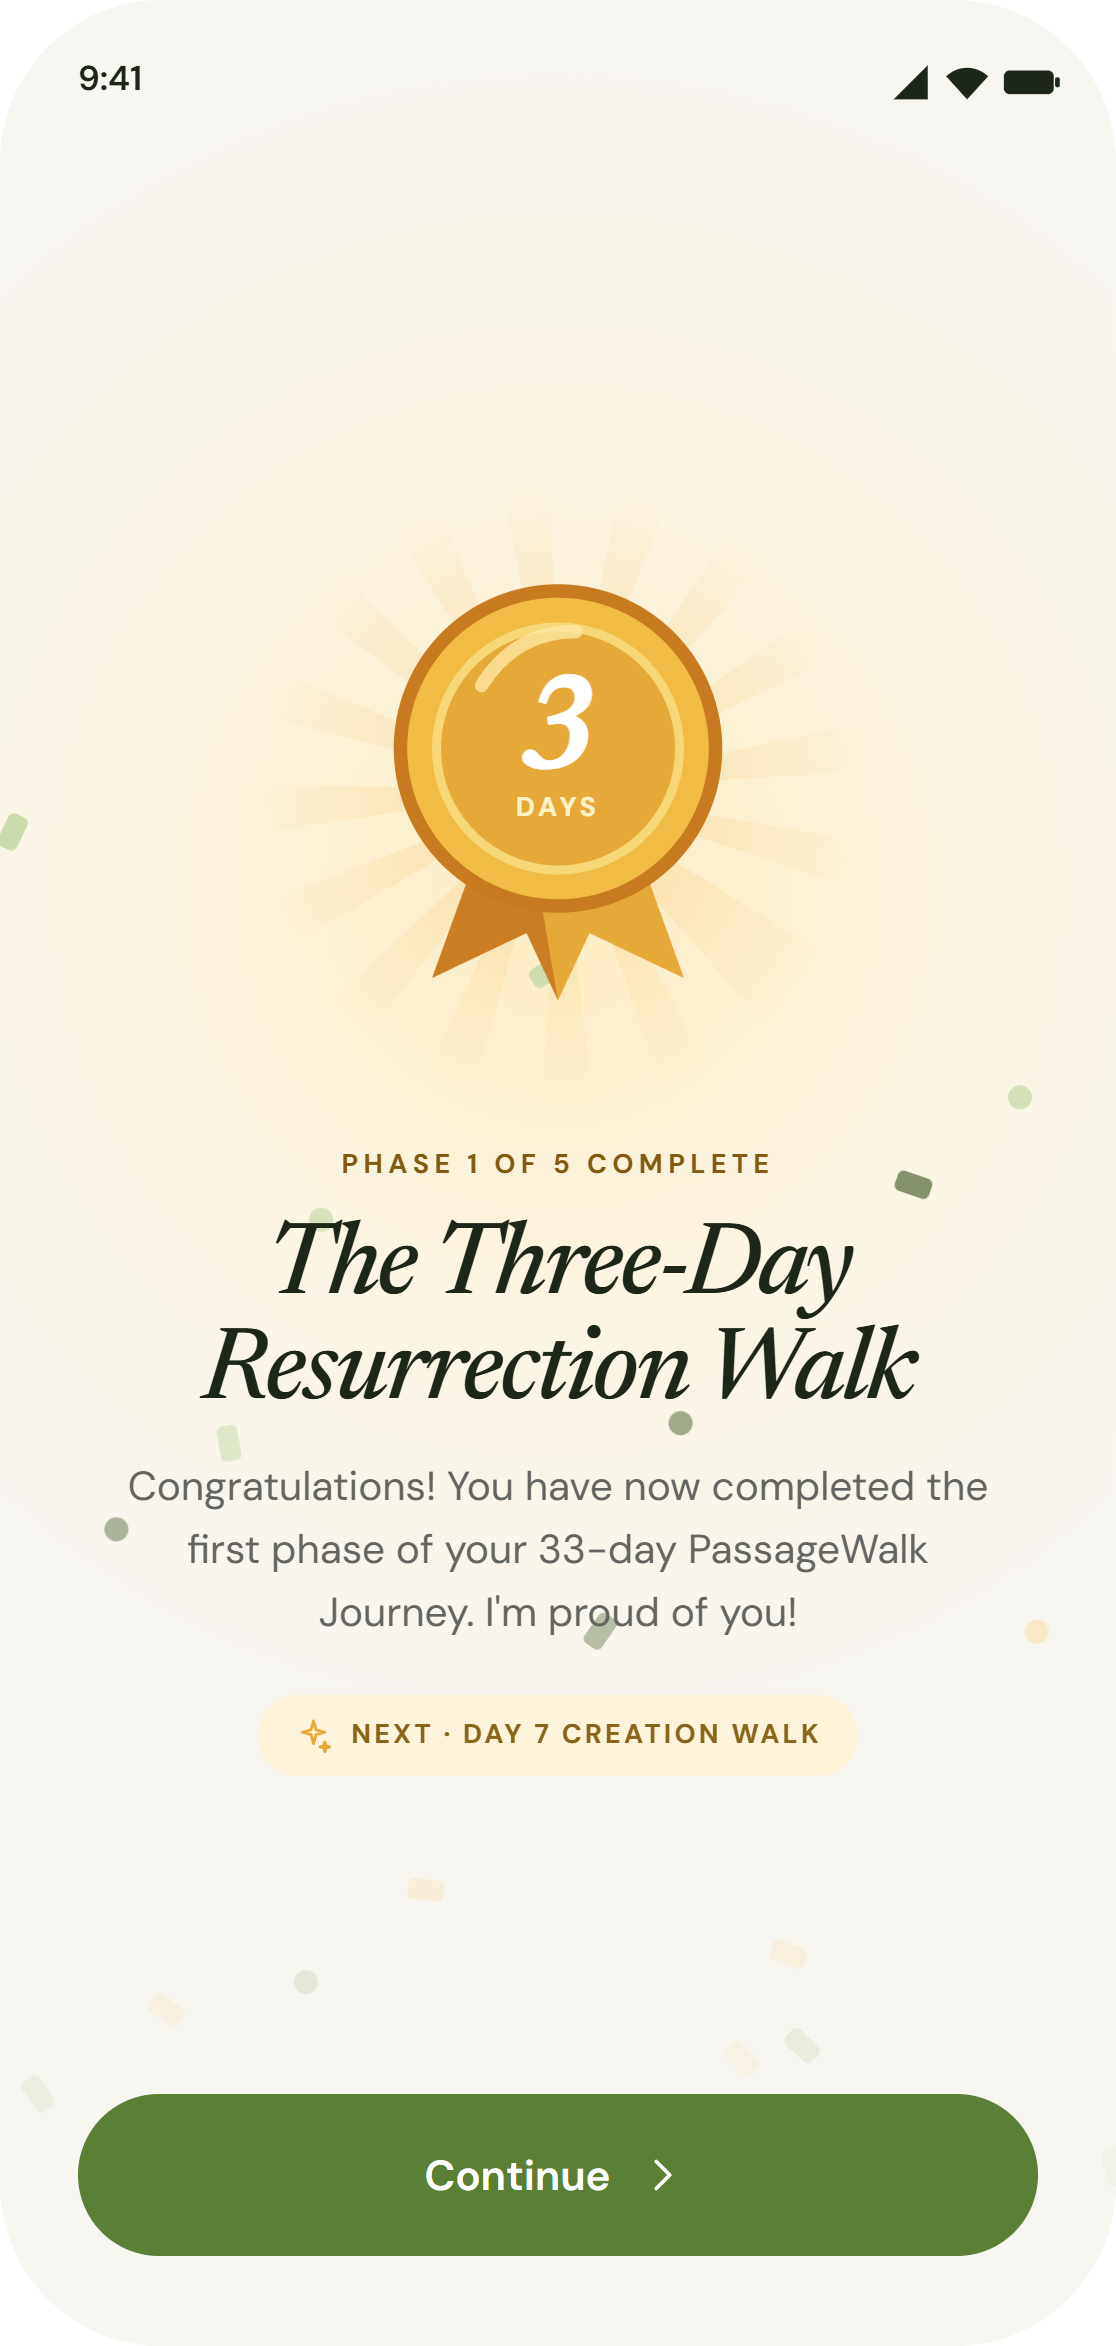 9:41
3
DAYS
PHASE 1 OF 5 COMPLETE
The Three-Day
Resurrection Walk
Congratulations! You have now completed the
first phase of your 33-day PassageWalk
Journey. I'm proud of you!
NEXT · DAY 7 CREATION WALK
Continue